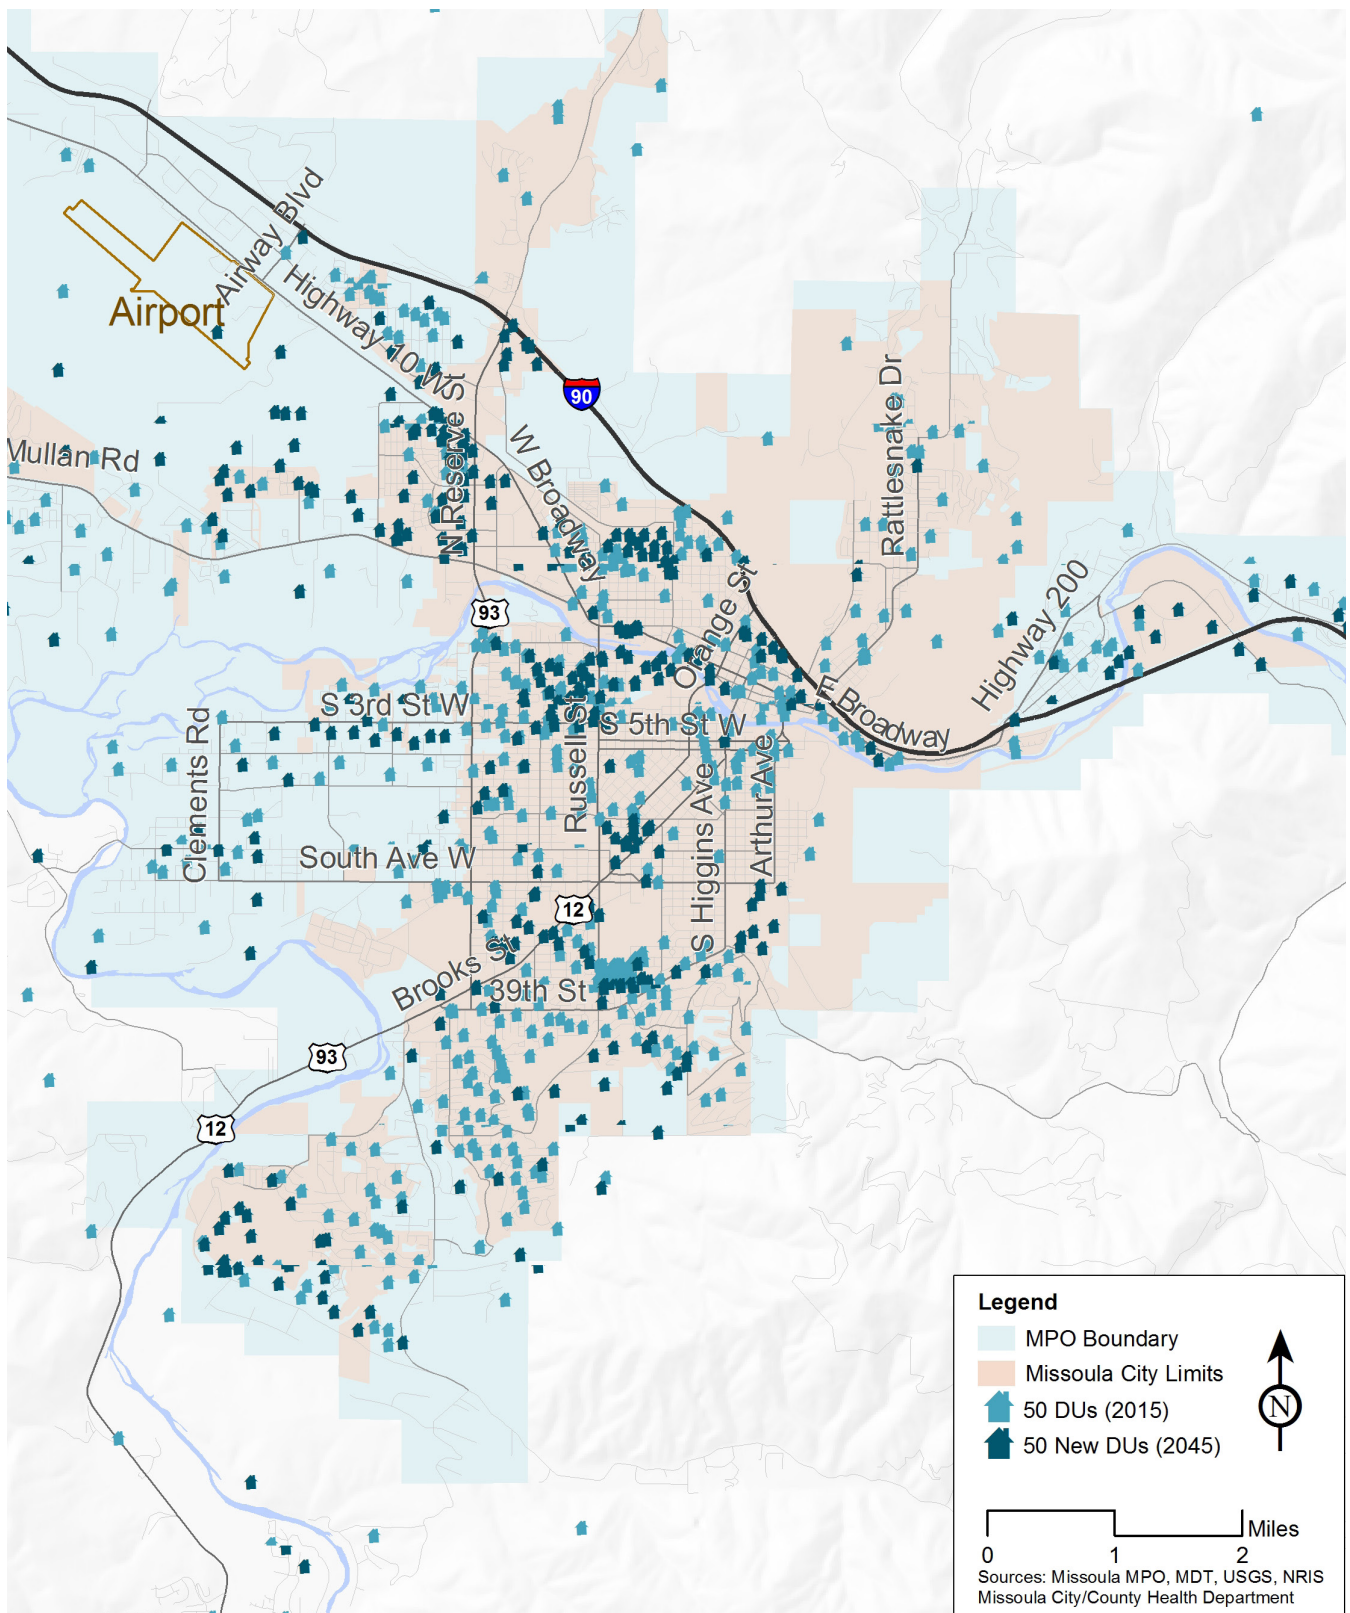 Airway Blvd
Airport
Highway 10 W
N Reserve St
90
Mullan Rd
W Broadway
Rattlesnake Dr
Orange St
Highway 200
93
S 3rd St W
Clements Rd
Russell St
S 5th St W
E Broadway
S Higgins Ave
Arthur Ave
South Ave W
12
Brooks St
39th St
93
12
Legend
MPO Boundary
Missoula City Limits
50 DUs (2015)
50 New DUs (2045)
N
Miles
0 1 2
Sources: Missoula MPO, MDT, USGS, NRIS
Missoula City/County Health Department